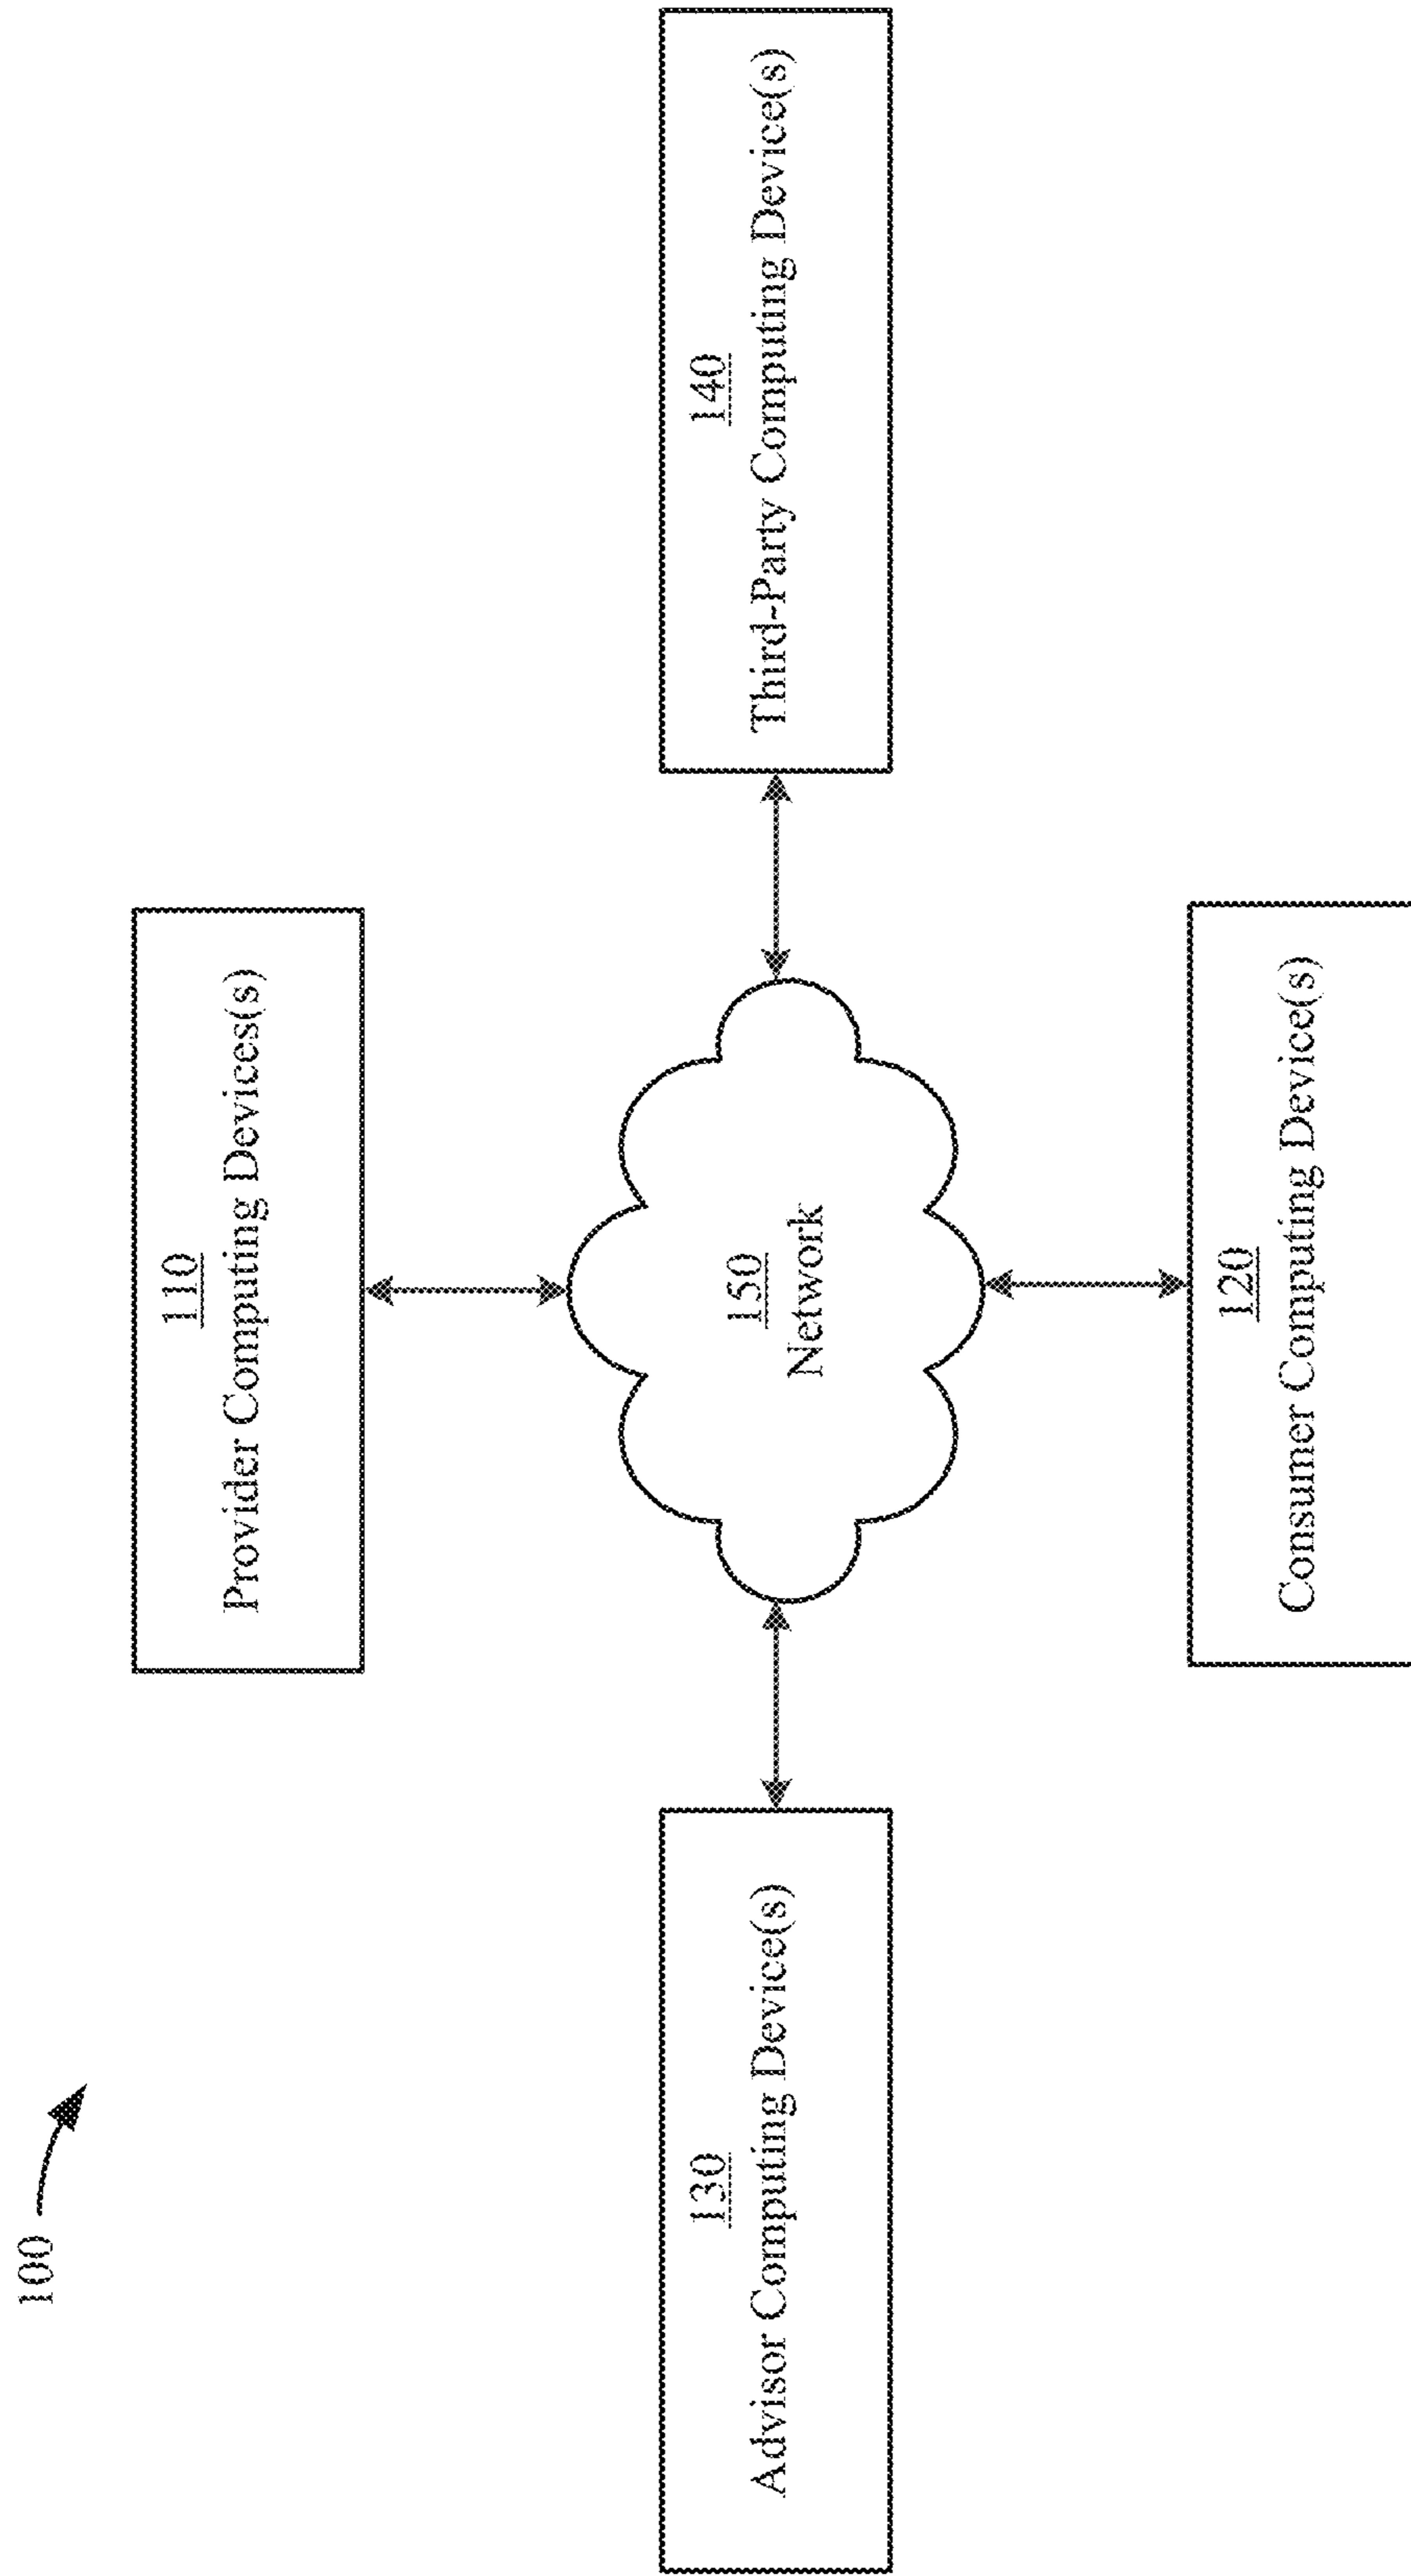 100
110
Provider Computing Devices(s)
130
Advisor Computing Device(s)
150
Network
140
Third-Party Computing Device(s)
120
Consumer Computing Device(s)